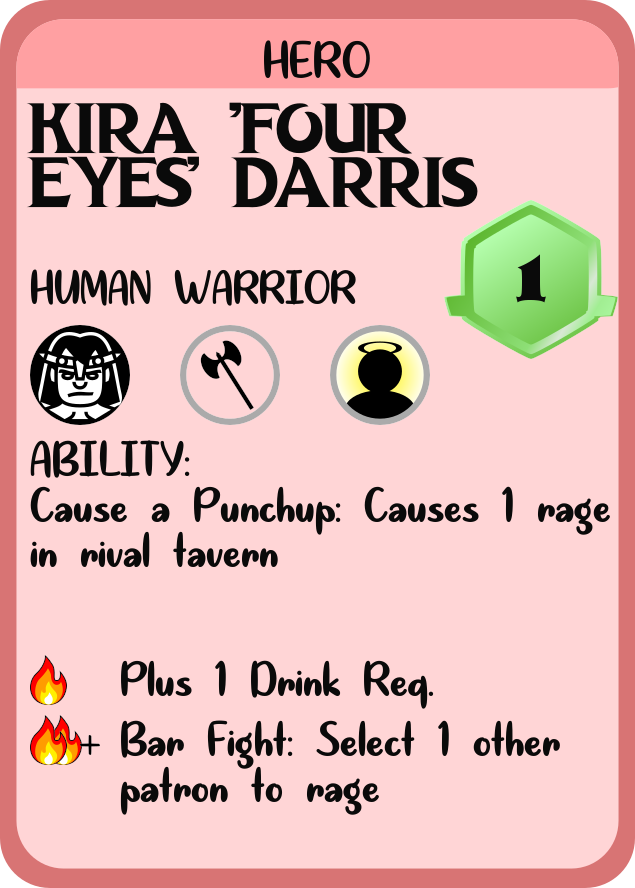 HERO
KIRA 'FOUR
EYES' DARRIS
1
HUMAN WARRIOR
ABILITY:
Cause a Punchup: Causes 1 rage
in rival tavern
Plus 1 Drink Req.
+ Bar Fight: Select 1 other
patron to rage